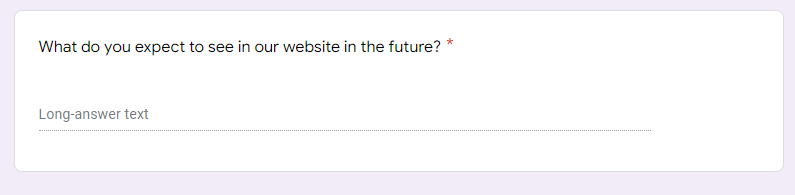 What do you expect to see in our website in the future? *
Long-answer text